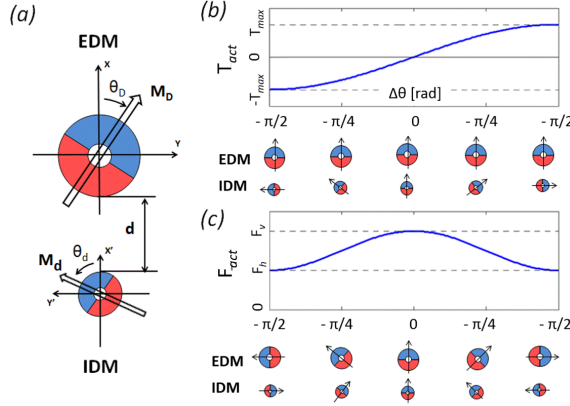 (a)
EDM
X
θD
MD
Y
d
X'
θd
Md
Y'
IDM
(b)
Tact
Tmax
0
-Tmax
Δθ [rad]
- π/2 - π/4 0 - π/4 - π/2
EDM
IDM
(c)
Fact
Fv
Fh
0
- π/2 - π/4 0 - π/4 - π/2
EDM
IDM